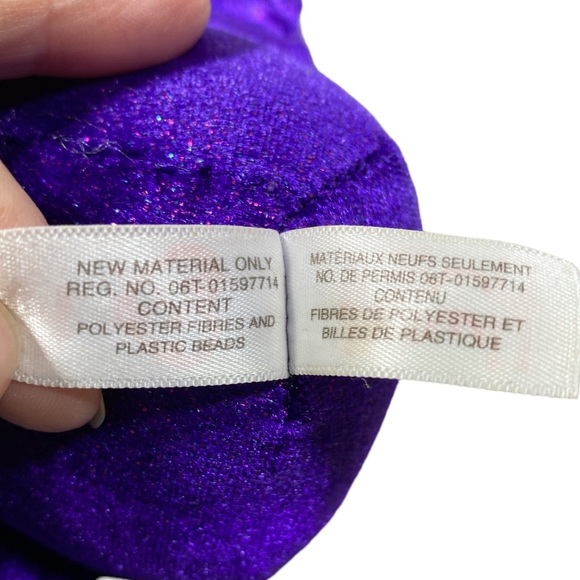 NEW MATERIAL ONLY
REG. NO. 06T-01597714
CONTENT
POLYESTER FIBRES AND
PLASTIC BEADS
MATÉRIAUX NEUFS SEULEMENT
NO. DE PERMIS 06T-01597714
CONTENU
FIBRES DE POLYESTER ET
BILLES DE PLASTIQUE